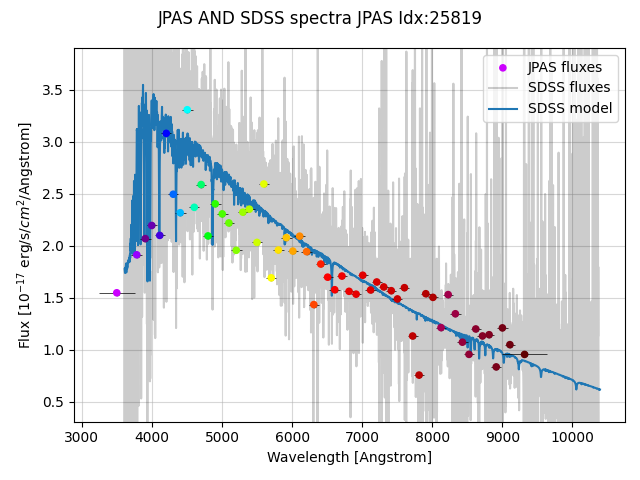 JPAS AND SDSS spectra JPAS Idx:25819
JPAS fluxes
SDSS fluxes
SDSS model
Flux [10⁻¹⁷ erg/s/cm²/Angstrom]
3.5
3.0
2.5
2.0
1.5
1.0
0.5
3000 4000 5000 6000 7000 8000 9000 10000
Wavelength [Angstrom]